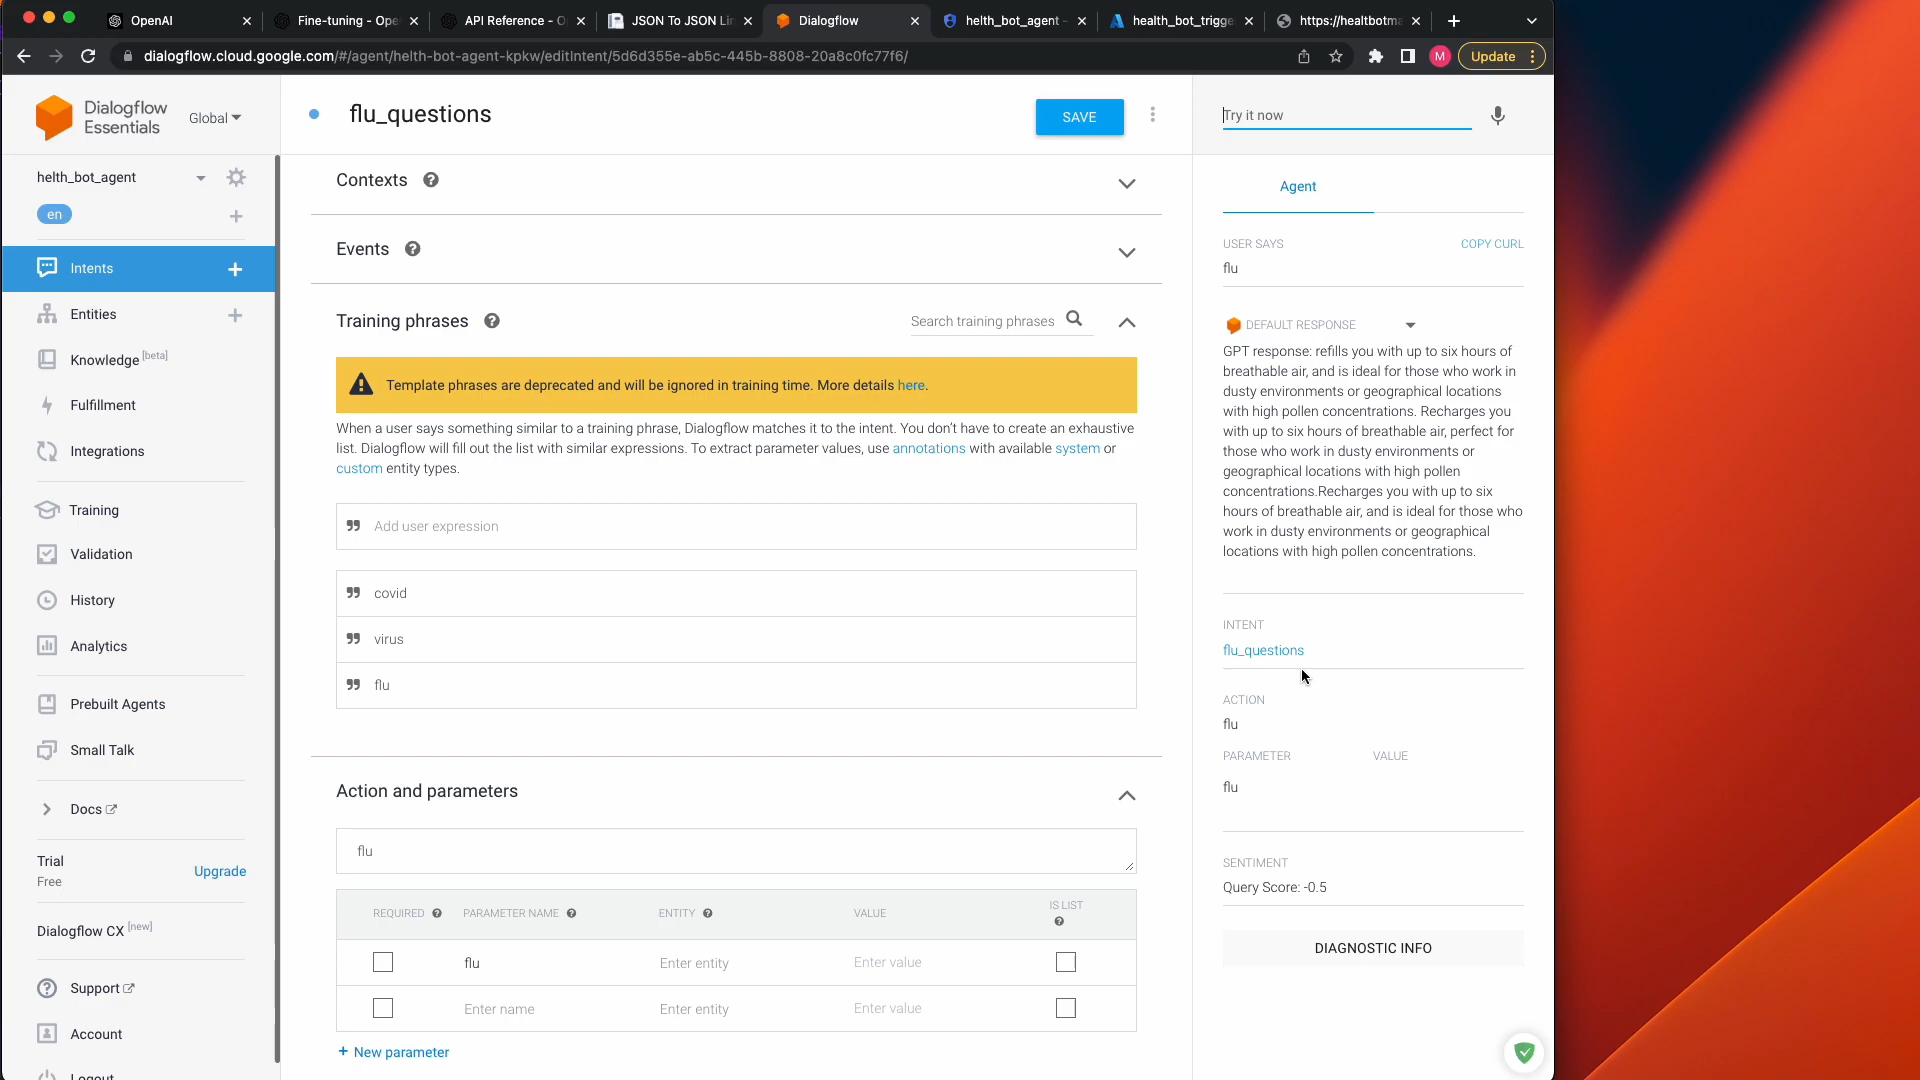 OpenAI
Fine-tuning - Ope
API Reference - O
JSON To JSON Lin
Dialogflow
helth_bot_agent -
health_bot_trigge
https://healtbotma
dialogflow.cloud.google.com/#/agent/helth-bot-agent-kpkw/editIntent/5d6d355e-ab5c-445b-8808-20a8c0fc77f6/
M
Update
Dialogflow
Essentials
Global
helth_bot_agent
en
Intents
Entities
Knowledge [beta]
Fulfillment
Integrations
Training
Validation
History
Analytics
Prebuilt Agents
Small Talk
Docs
Trial
Free
Upgrade
Dialogflow CX [new]
Support
Account
Logout
flu_questions
SAVE
Contexts
Events
Training phrases
Search training phrases
Template phrases are deprecated and will be ignored in training time. More details here.
When a user says something similar to a training phrase, Dialogflow matches it to the intent. You don't have to create an exhaustive
list. Dialogflow will fill out the list with similar expressions. To extract parameter values, use annotations with available system or
custom entity types.
Add user expression
covid
virus
flu
Action and parameters
flu
REQUIRED
PARAMETER NAME
ENTITY
VALUE
IS LIST
flu
Enter entity
Enter value
Enter name
Enter entity
Enter value
+ New parameter
Try it now
Agent
USER SAYS
COPY CURL
flu
DEFAULT RESPONSE
GPT response: refills you with up to six hours of
breathable air, and is ideal for those who work in
dusty environments or geographical locations
with high pollen concentrations. Recharges you
with up to six hours of breathable air, perfect for
those who work in dusty environments or
geographical locations with high pollen
concentrations.Recharges you with up to six
hours of breathable air, and is ideal for those who
work in dusty environments or geographical
locations with high pollen concentrations.
INTENT
flu_questions
ACTION
flu
PARAMETER
VALUE
flu
SENTIMENT
Query Score: -0.5
DIAGNOSTIC INFO